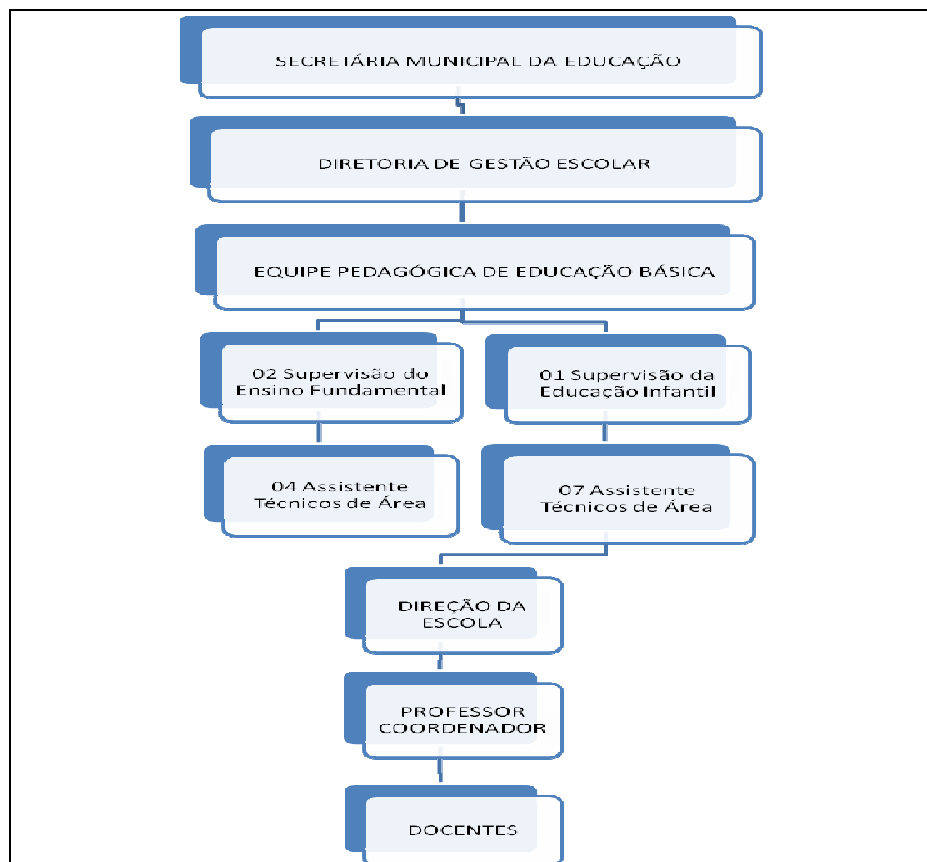 SECRETÁRIA MUNICIPAL DA EDUCAÇÃO
DIRETORIA DE GESTÃO ESCOLAR
EQUIPE PEDAGÓGICA DE EDUCAÇÃO BÁSICA
02 Supervisão do
Ensino Fundamental
01 Supervisão da
Educação Infantil
04 Assistente
Técnicos de Área
07 Assistente
Técnicos de Área
DIREÇÃO DA
ESCOLA
PROFESSOR
COORDENADOR
DOCENTES